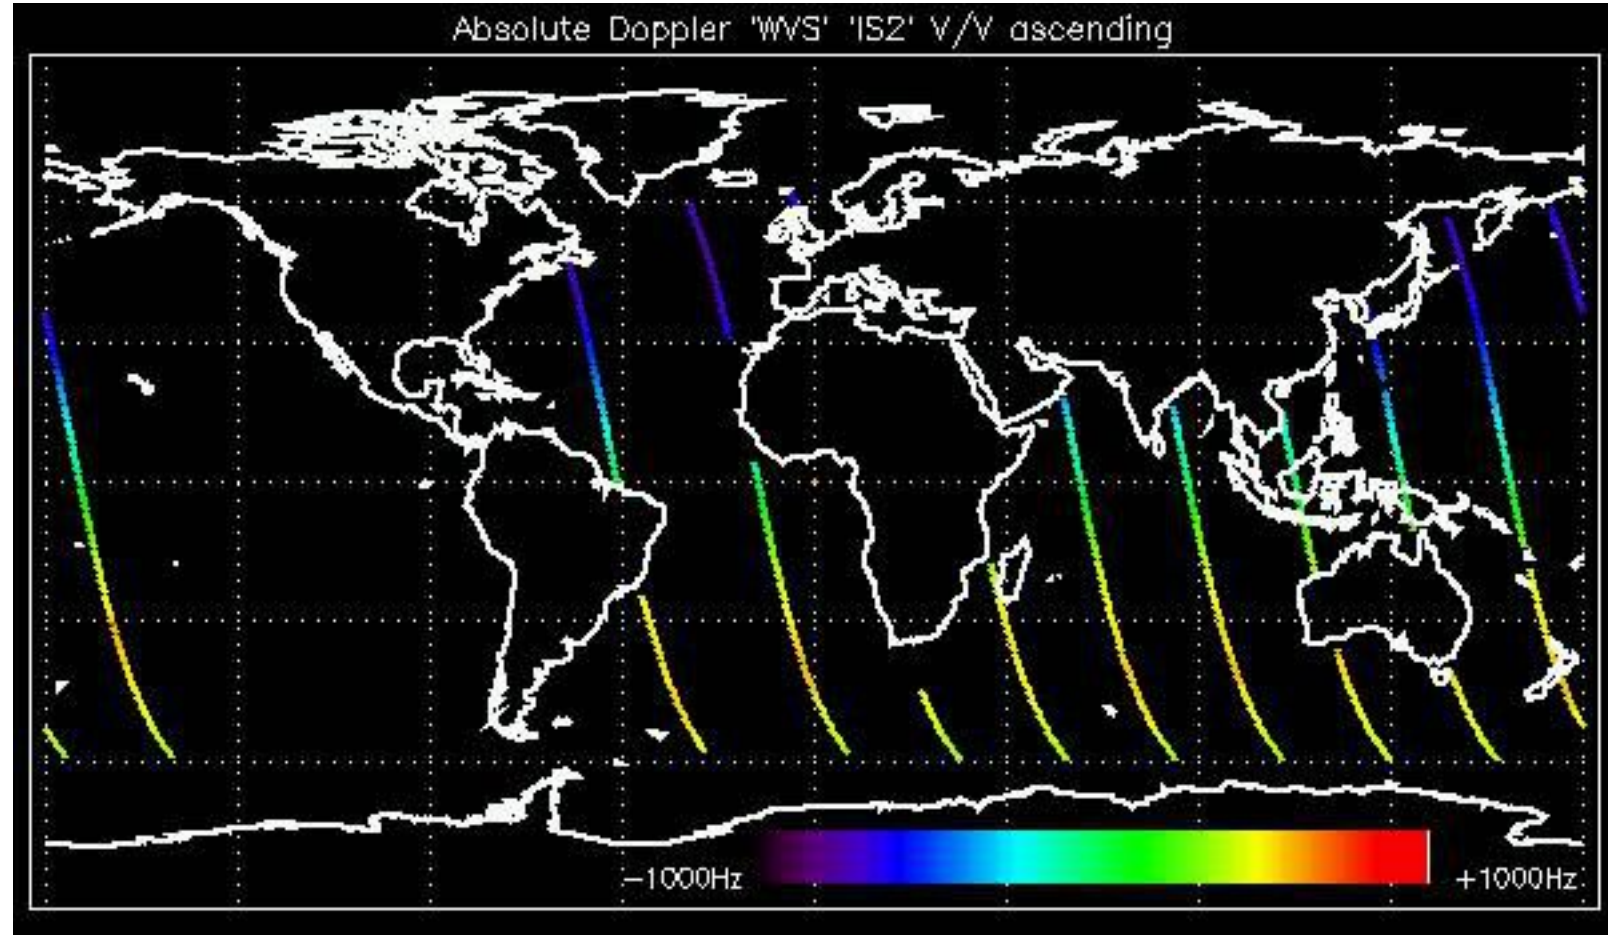 Absolute Doppler 'WVS' 'IS2' V/V ascending
-1000Hz
+1000Hz